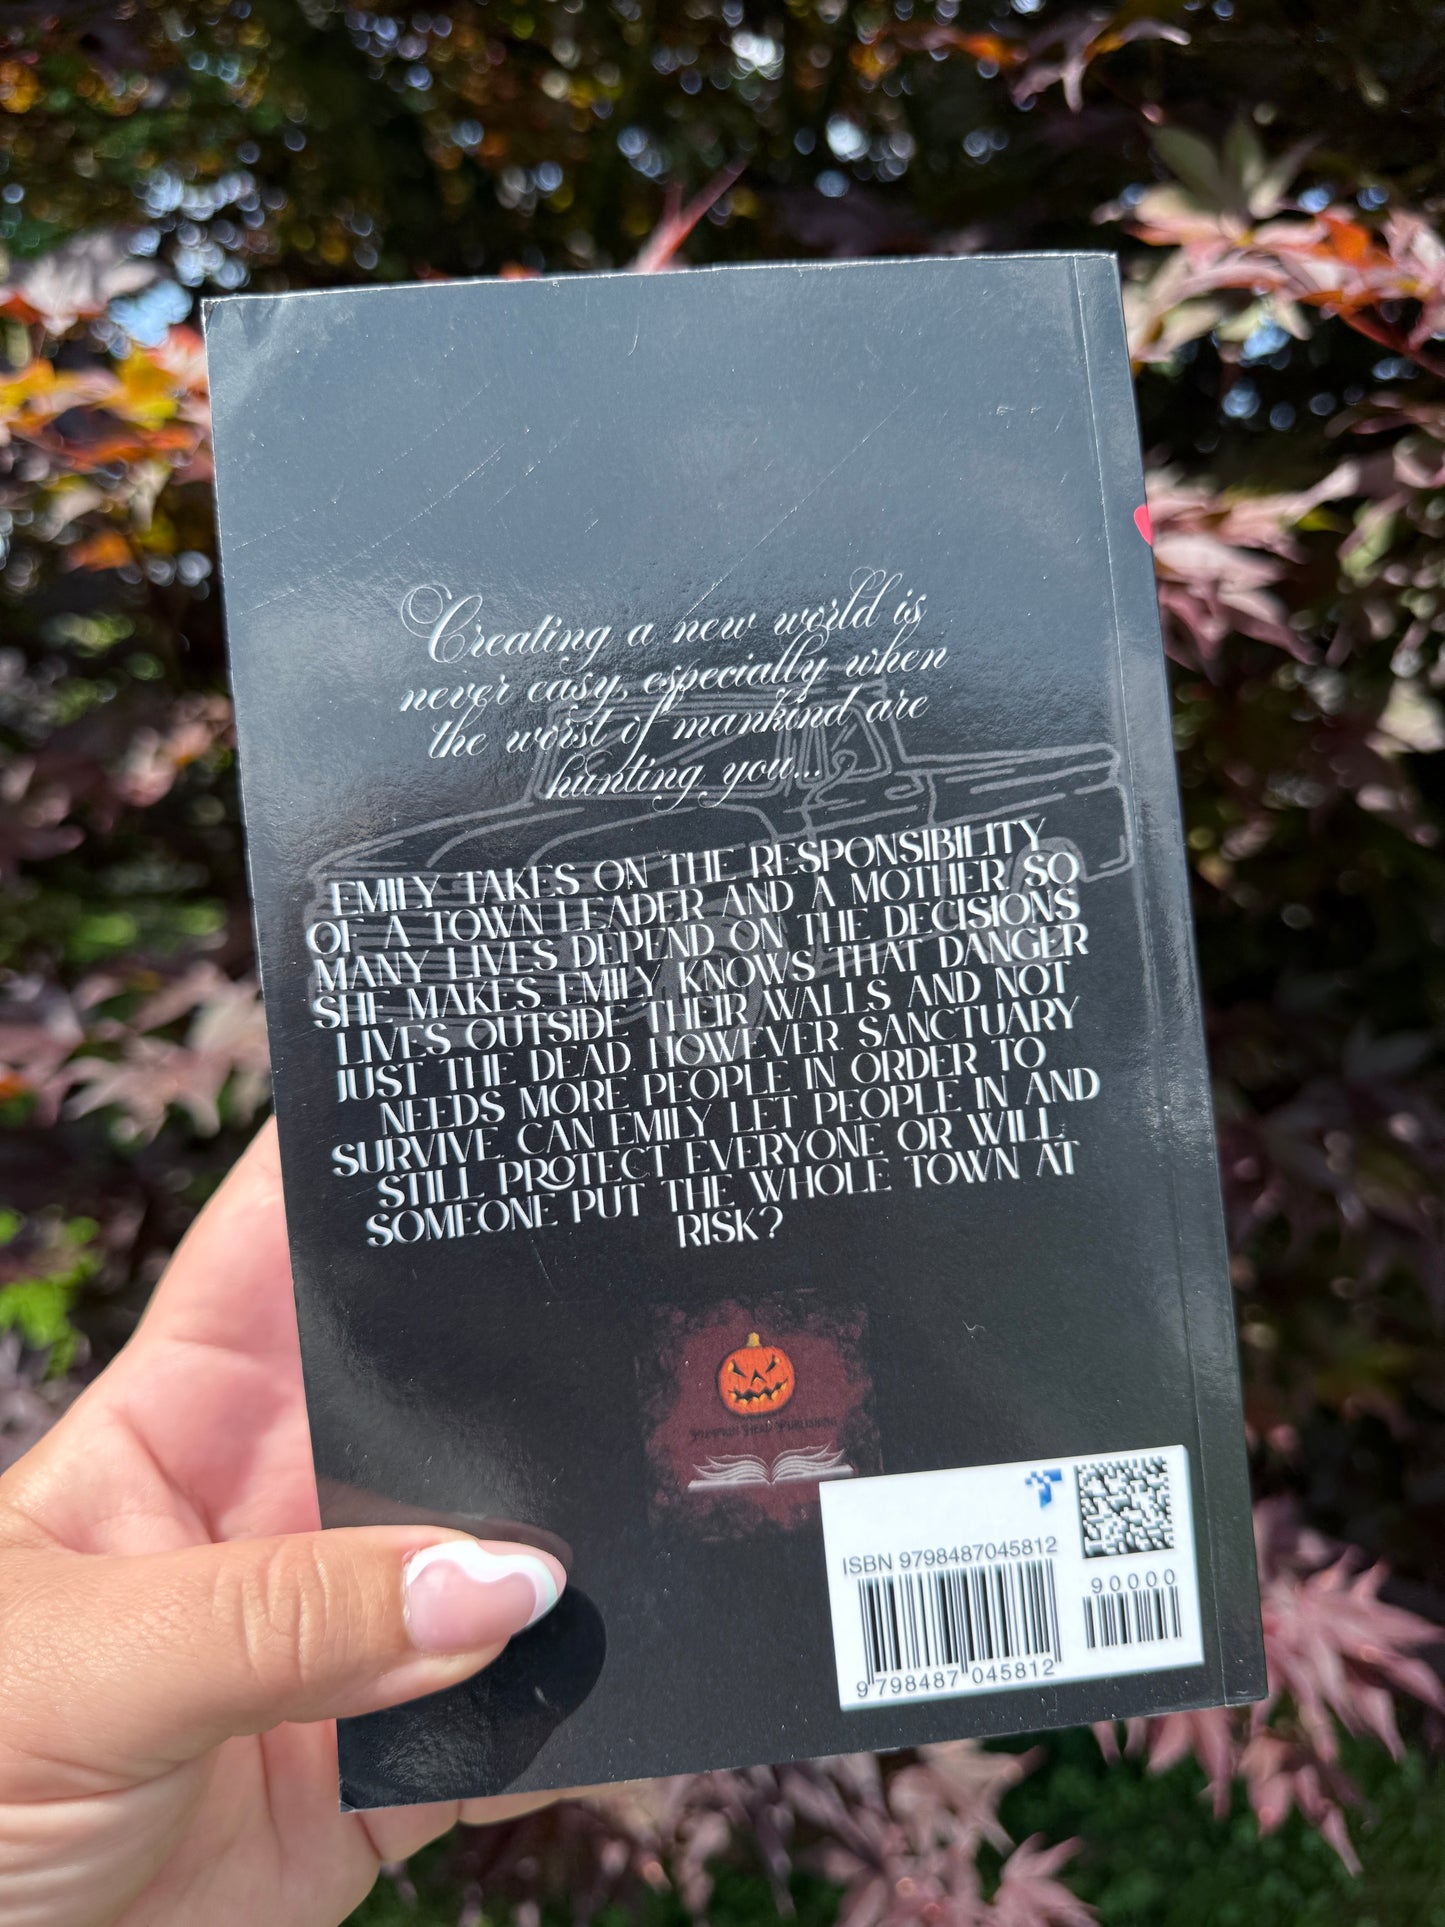 Creating a new world is
never easy, especially when
the worst of mankind are
hunting you...
EMILY TAKES ON THE RESPONSIBILITY
OF A TOWN LEADER AND A MOTHER. SO
MANY LIVES DEPEND ON THE DECISIONS
SHE MAKES. EMILY KNOWS THAT DANGER
LIVES OUTSIDE THEIR WALLS AND NOT
JUST THE DEAD. HOWEVER, SANCTUARY
NEEDS MORE PEOPLE IN ORDER TO
SURVIVE. CAN EMILY LET PEOPLE IN AND
STILL PROTECT EVERYONE OR WILL
SOMEONE PUT THE WHOLE TOWN AT
RISK?
Pumpkin Head Publishing
ISBN 9798487045812
90000
9 798487 045812